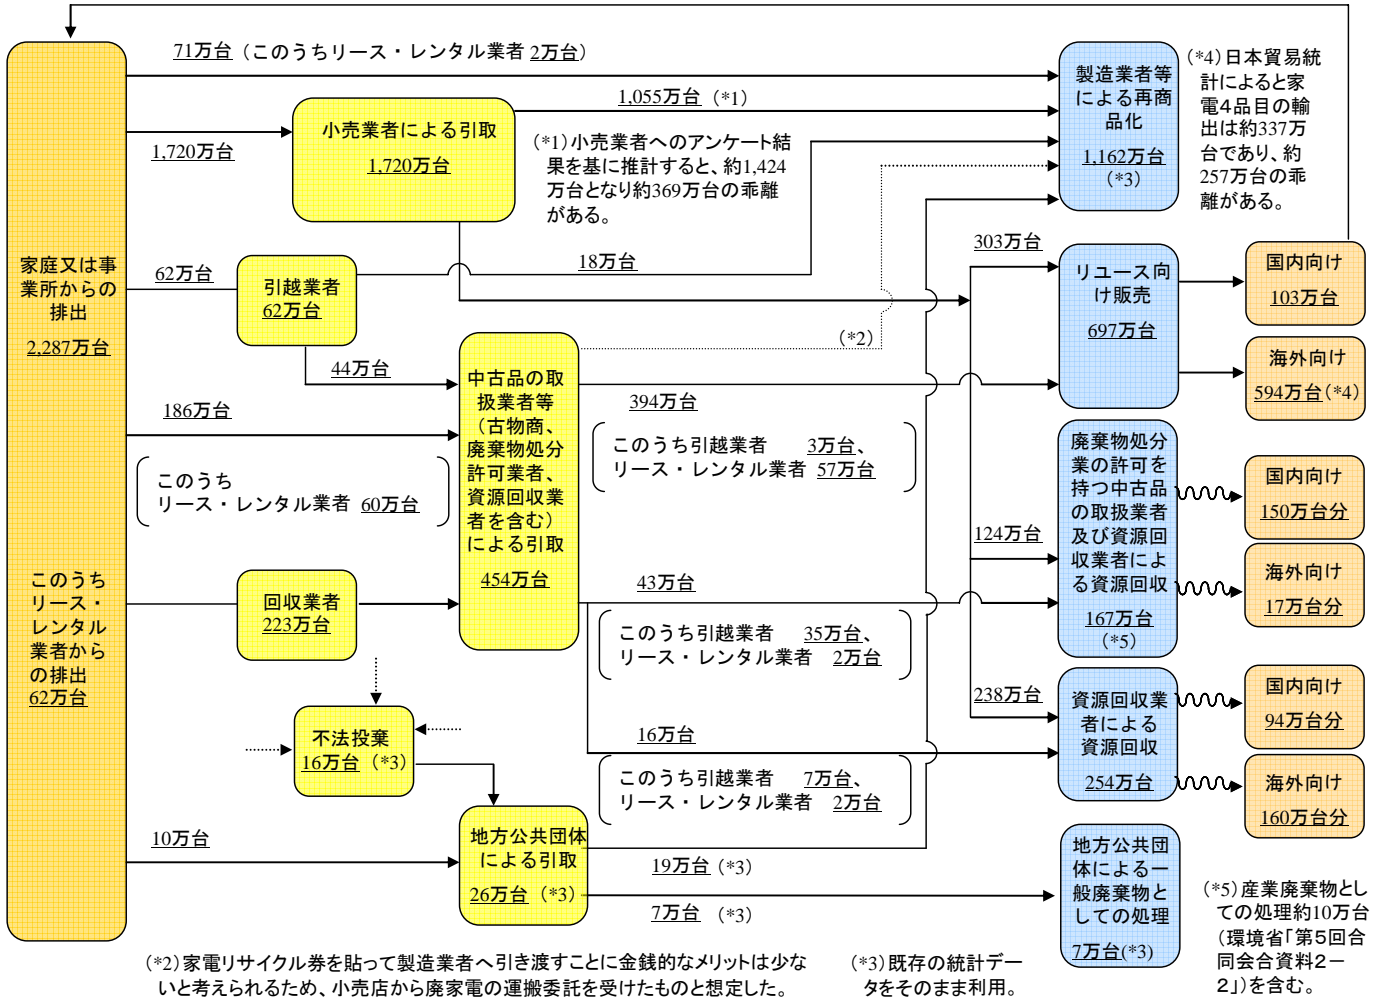 71万台（このうちリース・レンタル業者 2万台）
家庭又は事
業所からの
排出
2,287万台
このうち
リース・
レンタル
業者から
の排出
62万台
1,720万台
小売業者による引取
1,720万台
1,055万台（*1）
（*1）小売業者へのアンケート結
果を基に推計すると、約1,424
万台となり約369万台の乖離
がある。
62万台
引越業者
62万台
18万台
44万台
186万台
このうち
リース・レンタル業者 60万台
中古品の取
扱業者等
（古物商、
廃棄物処分
許可業者、
資源回収業
者を含む）
による引取
454万台
（*2）
394万台
このうち引越業者 3万台、
リース・レンタル業者 57万台
回収業者
223万台
43万台
このうち引越業者 35万台、
リース・レンタル業者 2万台
16万台
このうち引越業者 7万台、
リース・レンタル業者 2万台
不法投棄
16万台（*3）
10万台
地方公共団体
による引取
26万台（*3）
19万台（*3）
7万台（*3）
製造業者等
による再商
品化
1,162万台
（*3）
（*4）日本貿易統
計によると家
電４品目の輸
出は約337万
台であり、約
257万台の乖
離がある。
303万台
リユース向
け販売
697万台
国内向け
103万台
海外向け
594万台（*4）
124万台
廃棄物処分
業の許可を
持つ中古品
の取扱業者
及び資源回
収業者によ
る資源回収
167万台
（*5）
国内向け
150万台分
海外向け
17万台分
238万台
資源回収業
者による
資源回収
254万台
国内向け
94万台分
海外向け
160万台分
地方公共団
体による一
般廃棄物と
しての処理
7万台(*3)
（*5）産業廃棄物とし
ての処理約10万台
（環境省「第５回合
同会合資料２－
２」）を含む。
（*2）家電リサイクル券を貼って製造業者へ引き渡すことに金銭的なメリットは少な
いと考えられるため、小売店から廃家電の運搬委託を受けたものと想定した。
（*3）既存の統計デー
タをそのまま利用。